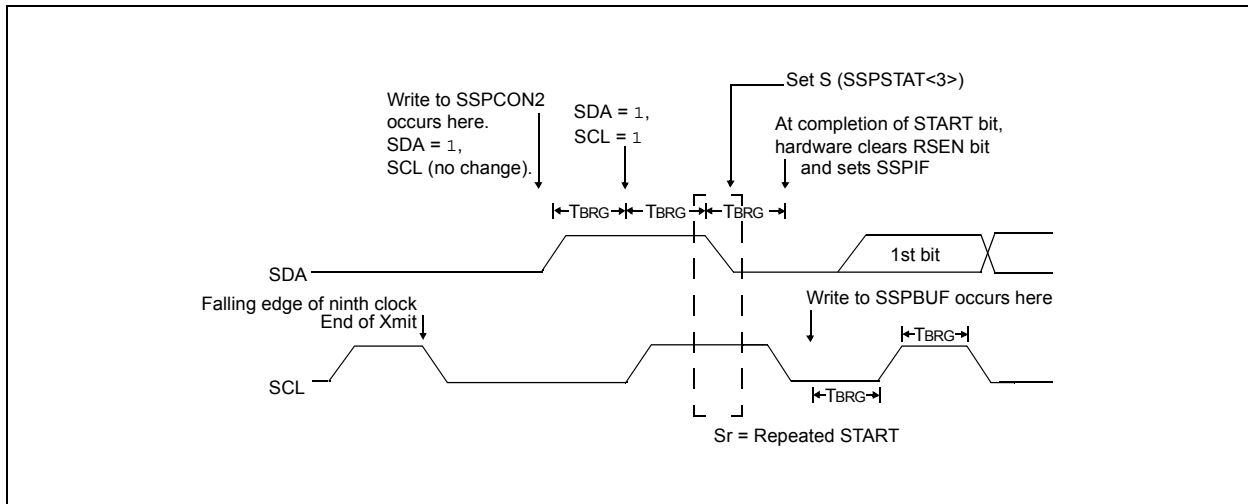 Set S (SSPSTAT<3>)
Write to SSPCON2
occurs here.
SDA = 1,
SCL (no change).
SDA = 1,
SCL = 1
At completion of START bit,
hardware clears RSEN bit
and sets SSPIF
TBRG
TBRG
TBRG
SDA
1st bit
Falling edge of ninth clock
End of Xmit
Write to SSPBUF occurs here
TBRG
SCL
TBRG
Sr = Repeated START